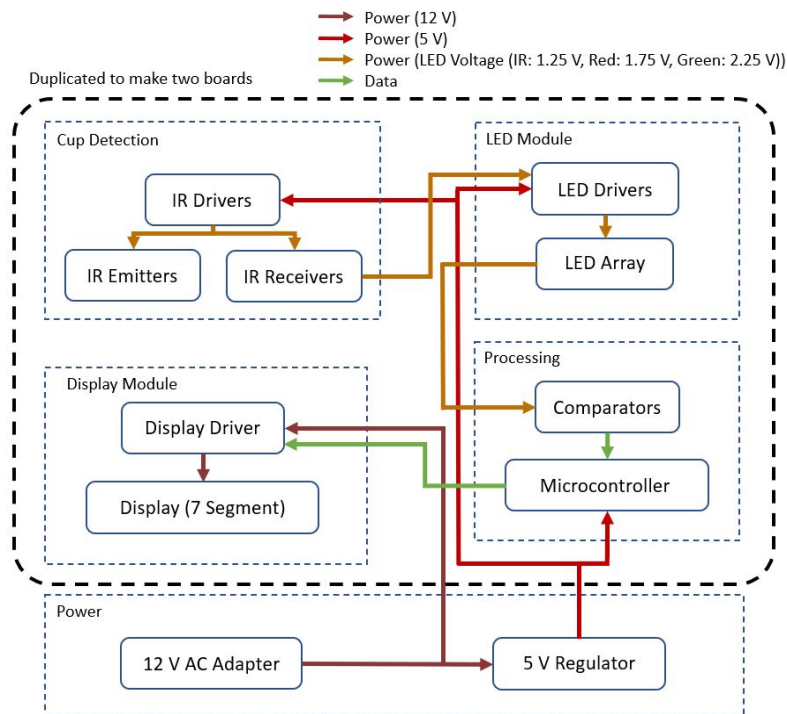 Power (12 V)
Power (5 V)
Power (LED Voltage (IR: 1.25 V, Red: 1.75 V, Green: 2.25 V))
Data
Duplicated to make two boards
Cup Detection
IR Drivers
IR Emitters
IR Receivers
LED Module
LED Drivers
LED Array
Display Module
Display Driver
Display (7 Segment)
Processing
Comparators
Microcontroller
Power
12 V AC Adapter
5 V Regulator